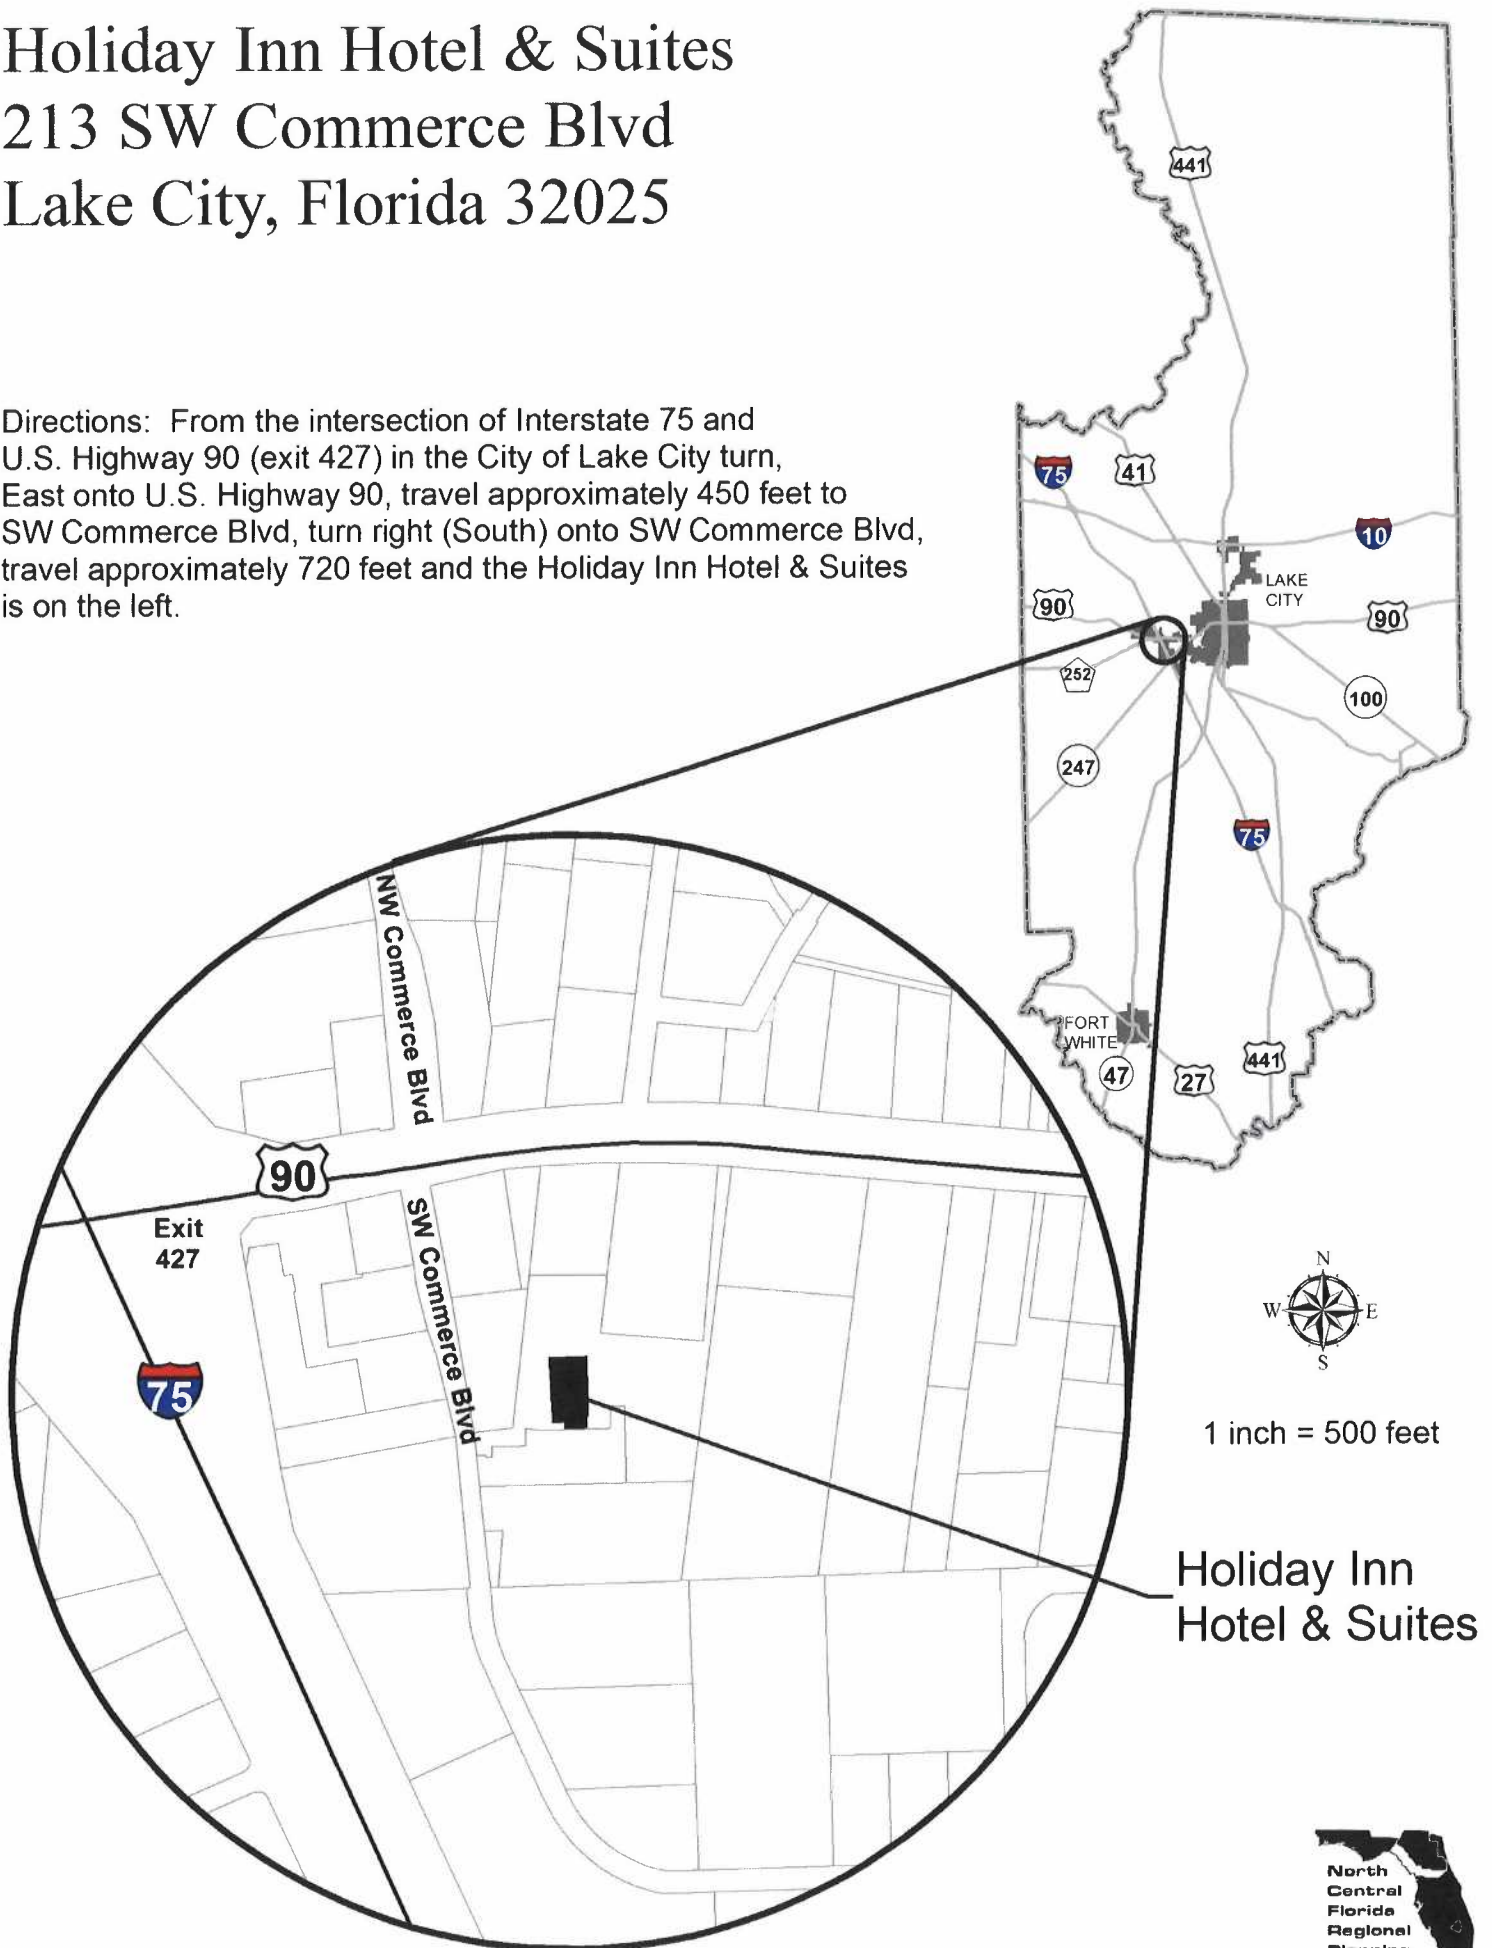 Holiday Inn Hotel & Suites
213 SW Commerce Blvd
Lake City, Florida 32025
Directions: From the intersection of Interstate 75 and
U.S. Highway 90 (exit 427) in the City of Lake City turn,
East onto U.S. Highway 90, travel approximately 450 feet to
SW Commerce Blvd, turn right (South) onto SW Commerce Blvd,
travel approximately 720 feet and the Holiday Inn Hotel & Suites
is on the left.
441
75
41
10
LAKE
CITY
90
90
252
100
247
75
FORT
WHITE
47
27
441
NW Commerce Blvd
90
Exit
427
SW Commerce Blvd
75
N
W
E
S
1 inch = 500 feet
Holiday Inn
Hotel & Suites
North
Central
Florida
Regional